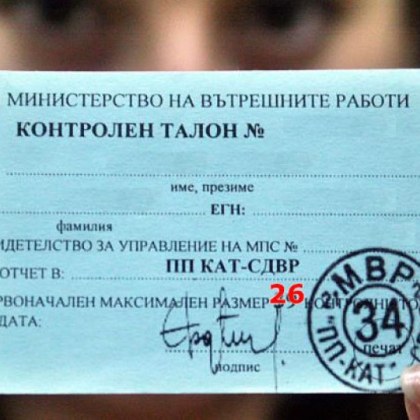 МИНИСТЕРСТВО НА ВЪТРЕШНИТЕ РАБОТИ
КОНТРОЛЕН ТАЛОН №
име, презиме
ЕГН:
фамилия
ИДЕТЕЛСТВО ЗА УПРАВЛЕНИЕ НА МПС №
ОТЧЕТ В: ПП КАТ-СДВР
РВОНАЧАЛЕН МАКСИМАЛЕН РАЗМЕР 26
ДАТА:
печат
подпис
МВР
34
"ПП-КАТ"